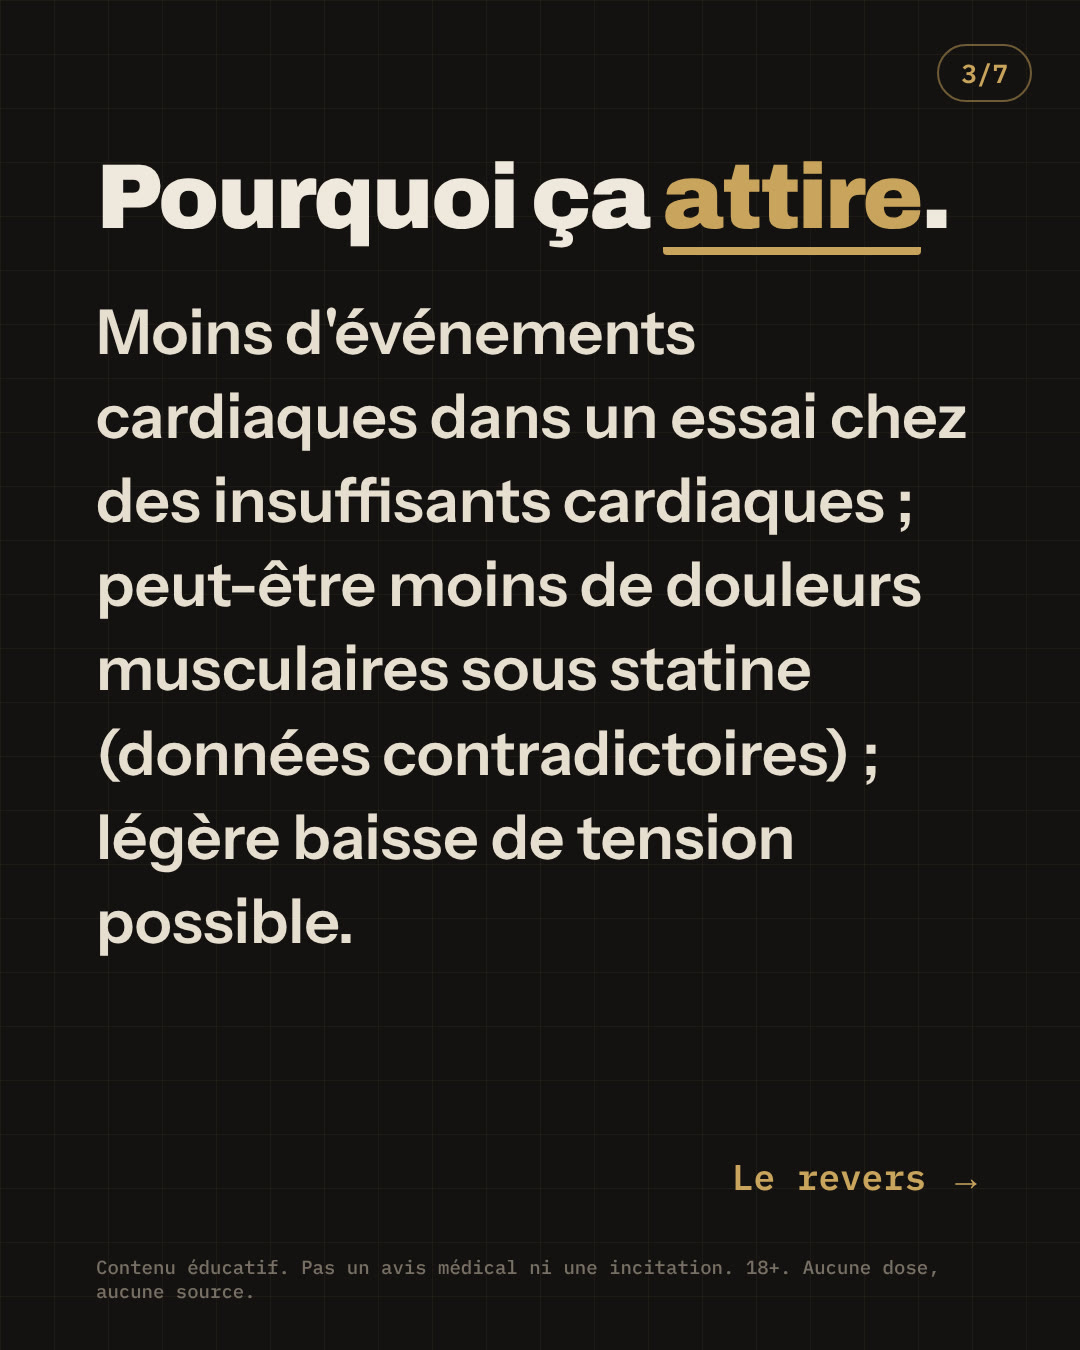 3/7
Pourquoi ça attire.
Moins d'événements
cardiaques dans un essai chez
des insuffisants cardiaques ;
peut-être moins de douleurs
musculaires sous statine
(données contradictoires) ;
légère baisse de tension
possible.
Le revers →
Contenu éducatif. Pas un avis médical ni une incitation. 18+. Aucune dose,
aucune source.